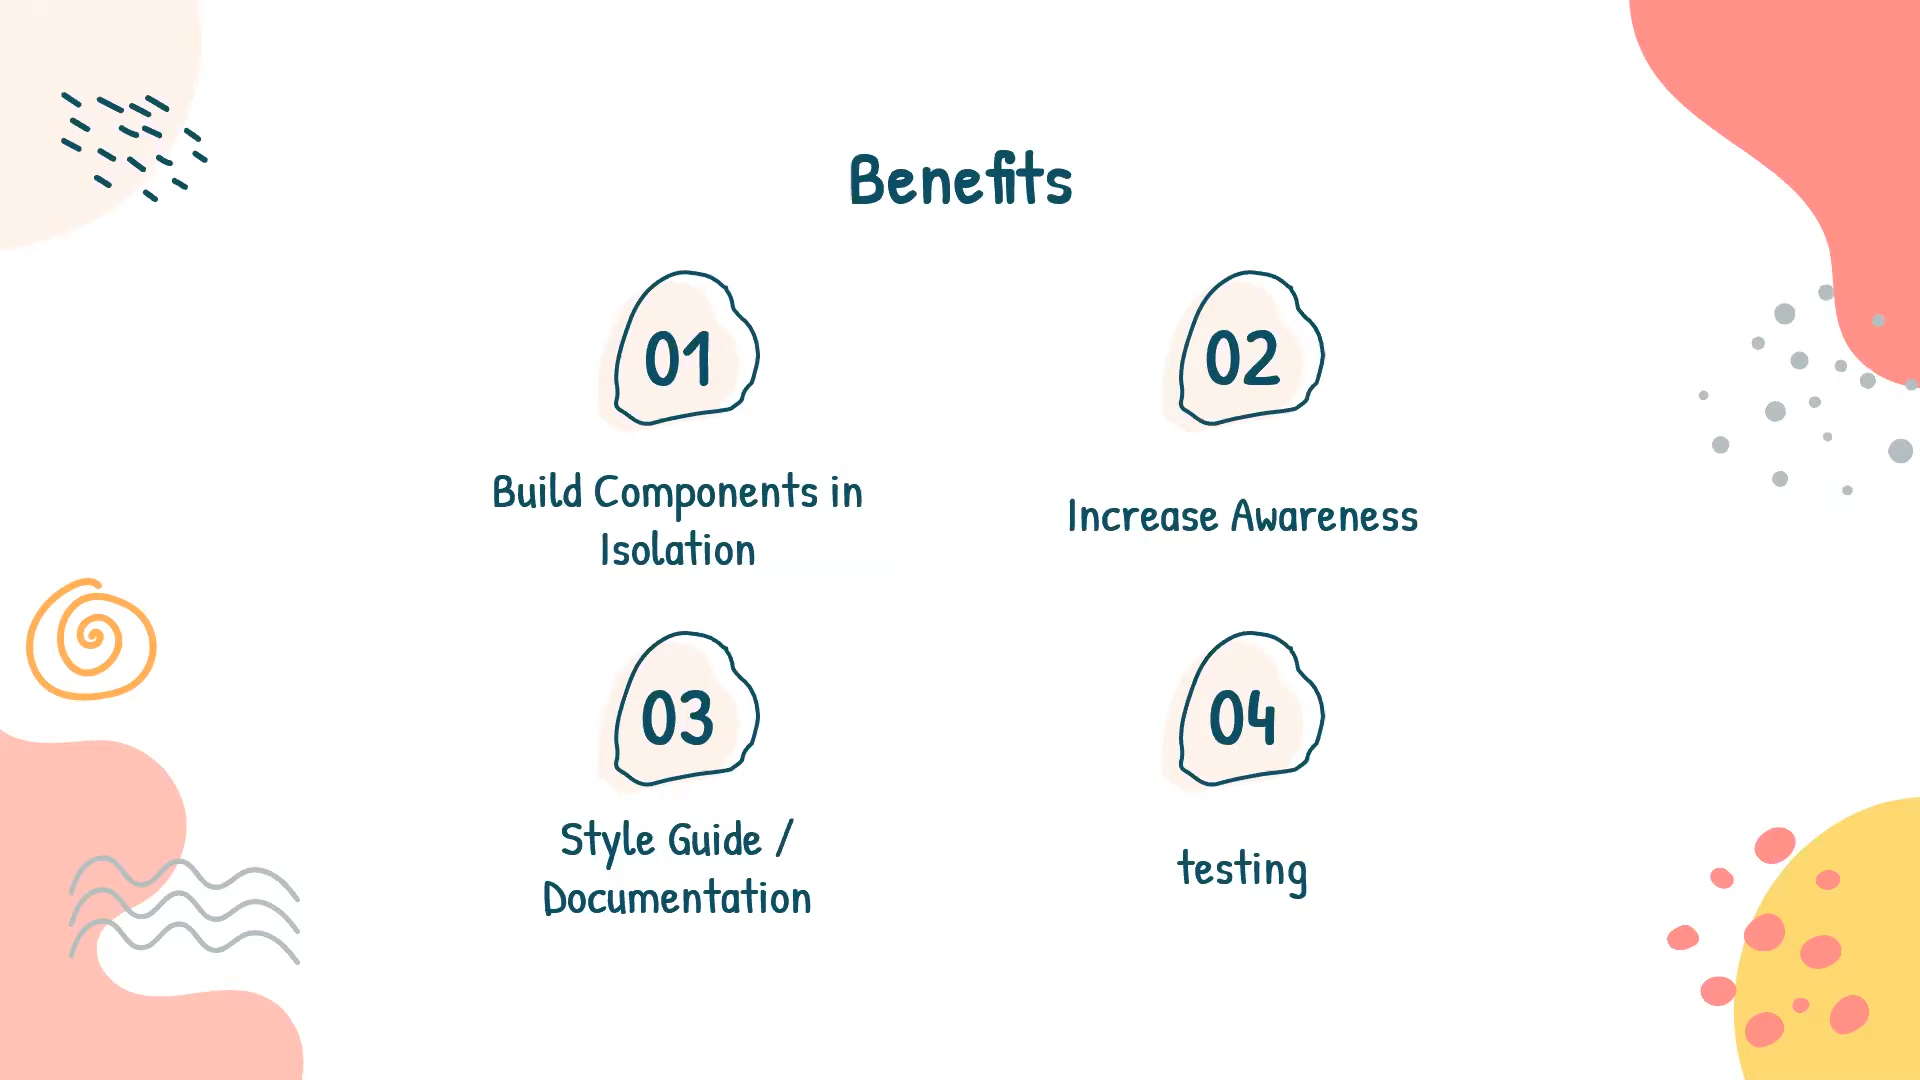 Benefits
01
02
Build Components in
Isolation
Increase Awareness
03
04
Style Guide /
Documentation
testing